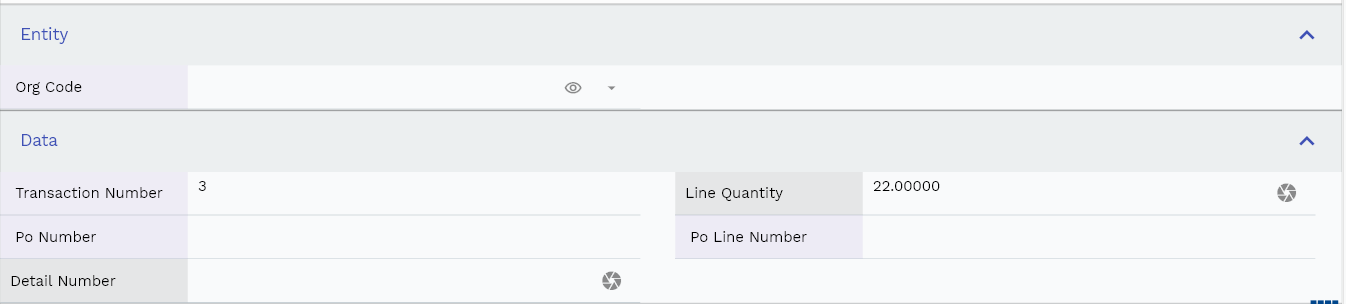 Entity
Org Code
Data
Transaction Number 3 Line Quantity 22.00000
Po Number Po Line Number
Detail Number